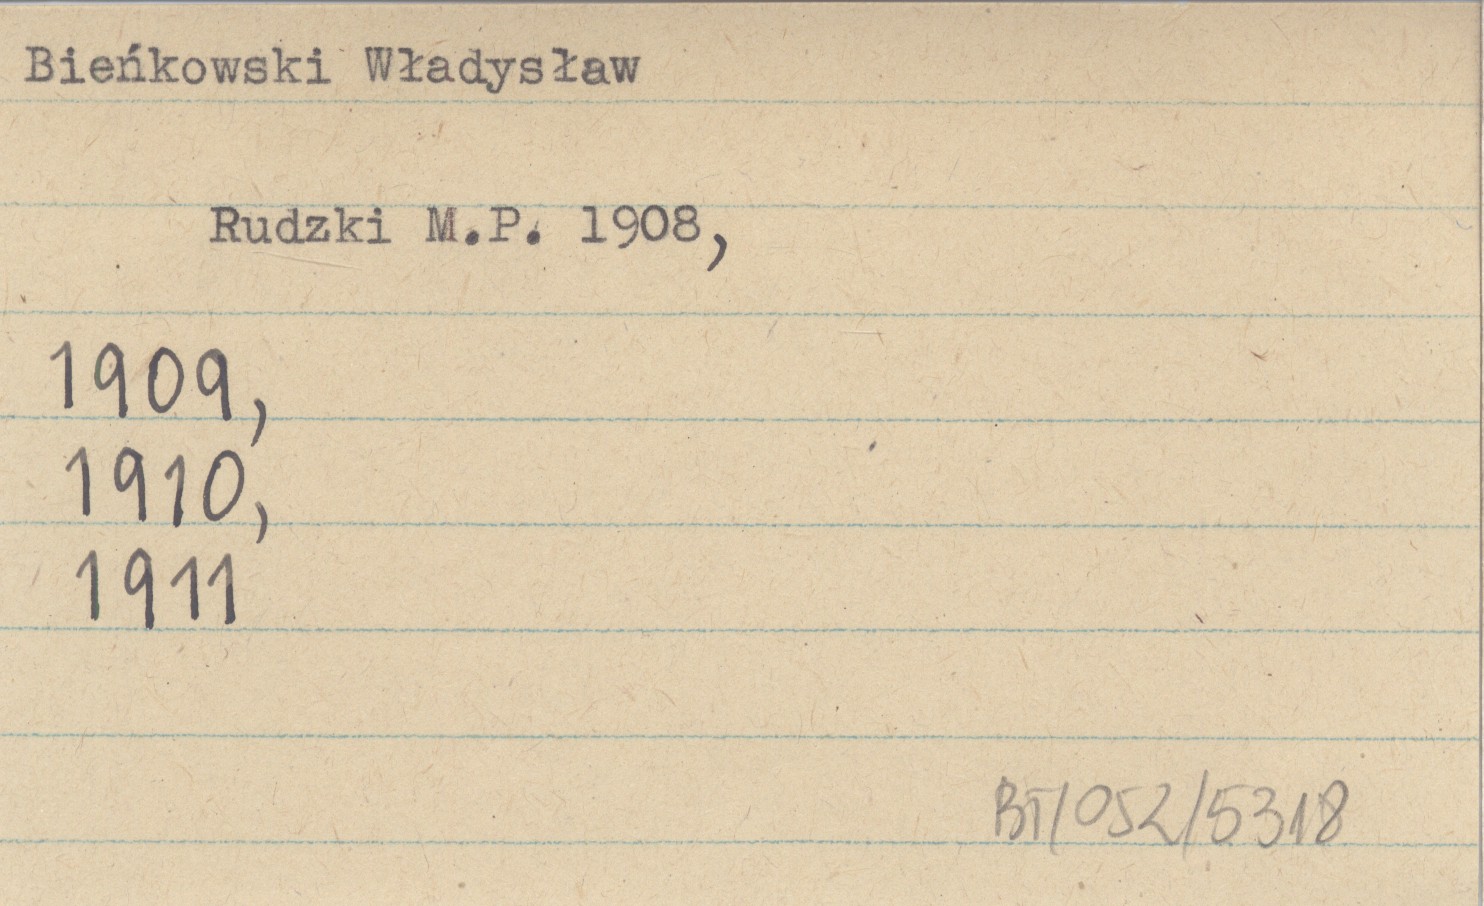 Bieńkowski Władysław
Rudzki M.P. 1908,
1909,
1910,
1911
BT/052/5318